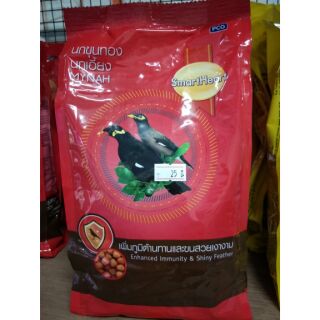 PCG
นกขุนทอง
นกเอี้ยง
MYNAH
SmartHeart
25 ฿
เพิ่มภูมิต้านทานและขนสวยเงางาม
Enhanced Immunity & Shiny Feather